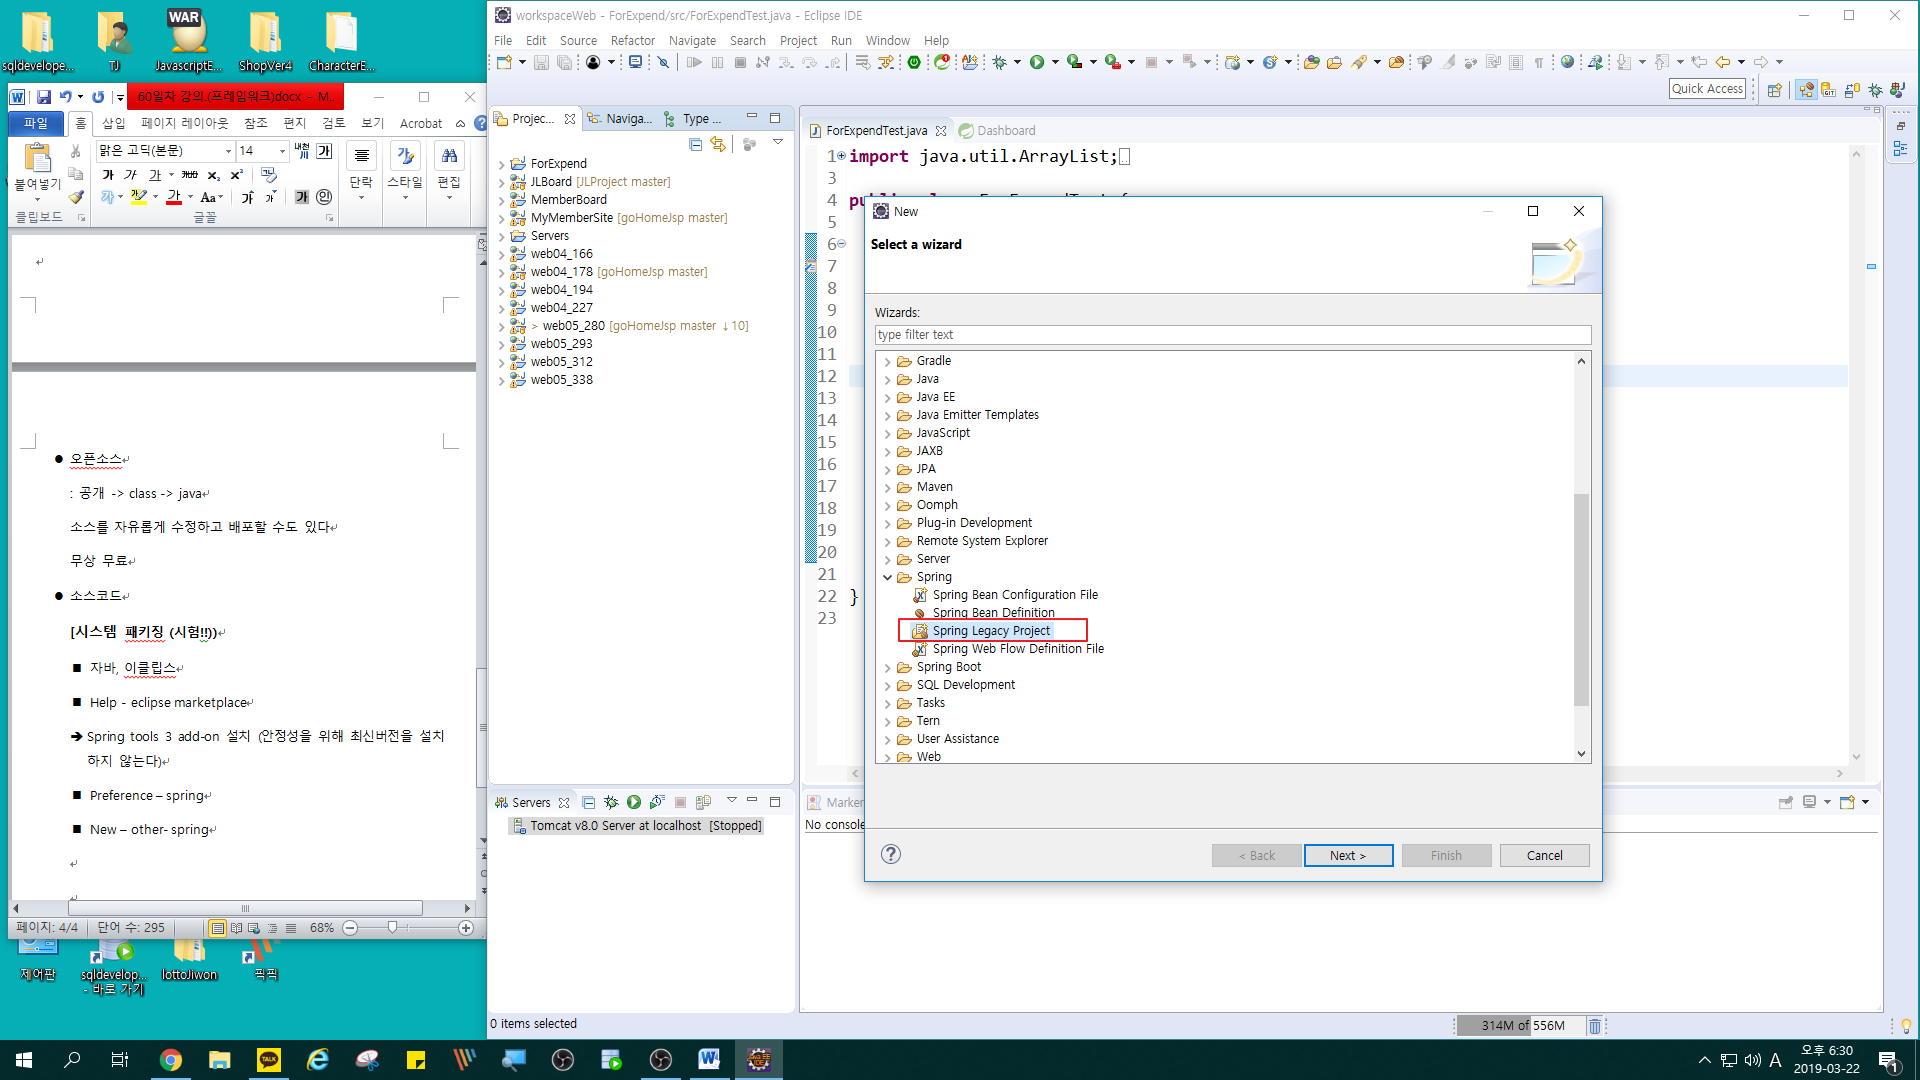 WAR
sqldevelope...
TJ
JavascriptE...
ShopVer4
CharacterE...
60일차 강의.(프레임워크)docx - M...
파일
홈
삽입
페이지 레이아웃
참조
편지
검토
보기
Acrobat
붙여넣기
클립보드
맑은 고딕(본문)
14
글꼴
단락
스타일
편집
● 오픈소스
: 공개 -> class -> java
소스를 자유롭게 수정하고 배포할 수도 있다
무상 무료
● 소스코드
[시스템 패키징 (시험!!))
■ 자바, 이클립스
■ Help - eclipse marketplace
➔ Spring tools 3 add-on 설치 (안정성을 위해 최신버전을 설치
하지 않는다)
■ Preference – spring
■ New – other- spring
페이지: 4/4
단어 수: 295
68%
제어판
sqldevelop...
- 바로 가기
lottoJiwon
픽픽
workspaceWeb - ForExpend/src/ForExpendTest.java - Eclipse IDE
File Edit Source Refactor Navigate Search Project Run Window Help
Quick Access
Projec...
Naviga...
Type ...
ForExpend
JLBoard [JLProject master]
MemberBoard
MyMemberSite [goHomeJsp master]
Servers
web04_166
web04_178 [goHomeJsp master]
web04_194
web04_227
> web05_280 [goHomeJsp master ↓10]
web05_293
web05_312
web05_338
Servers
Tomcat v8.0 Server at localhost [Stopped]
0 items selected
ForExpendTest.java
Dashboard
1 import java.util.ArrayList;
3
4
5
6
7
8
9
10
11
12
13
14
15
16
17
18
19
20
21
22 }
23
New
Select a wizard
Wizards:
type filter text
Gradle
Java
Java EE
Java Emitter Templates
JavaScript
JAXB
JPA
Maven
Oomph
Plug-in Development
Remote System Explorer
Server
Spring
Spring Bean Configuration File
Spring Bean Definition
Spring Legacy Project
Spring Web Flow Definition File
Spring Boot
SQL Development
Tasks
Tern
User Assistance
Web
< Back
Next >
Finish
Cancel
Marker
No console
314M of 556M
TALK
A
오후 6:30
2019-03-22
1